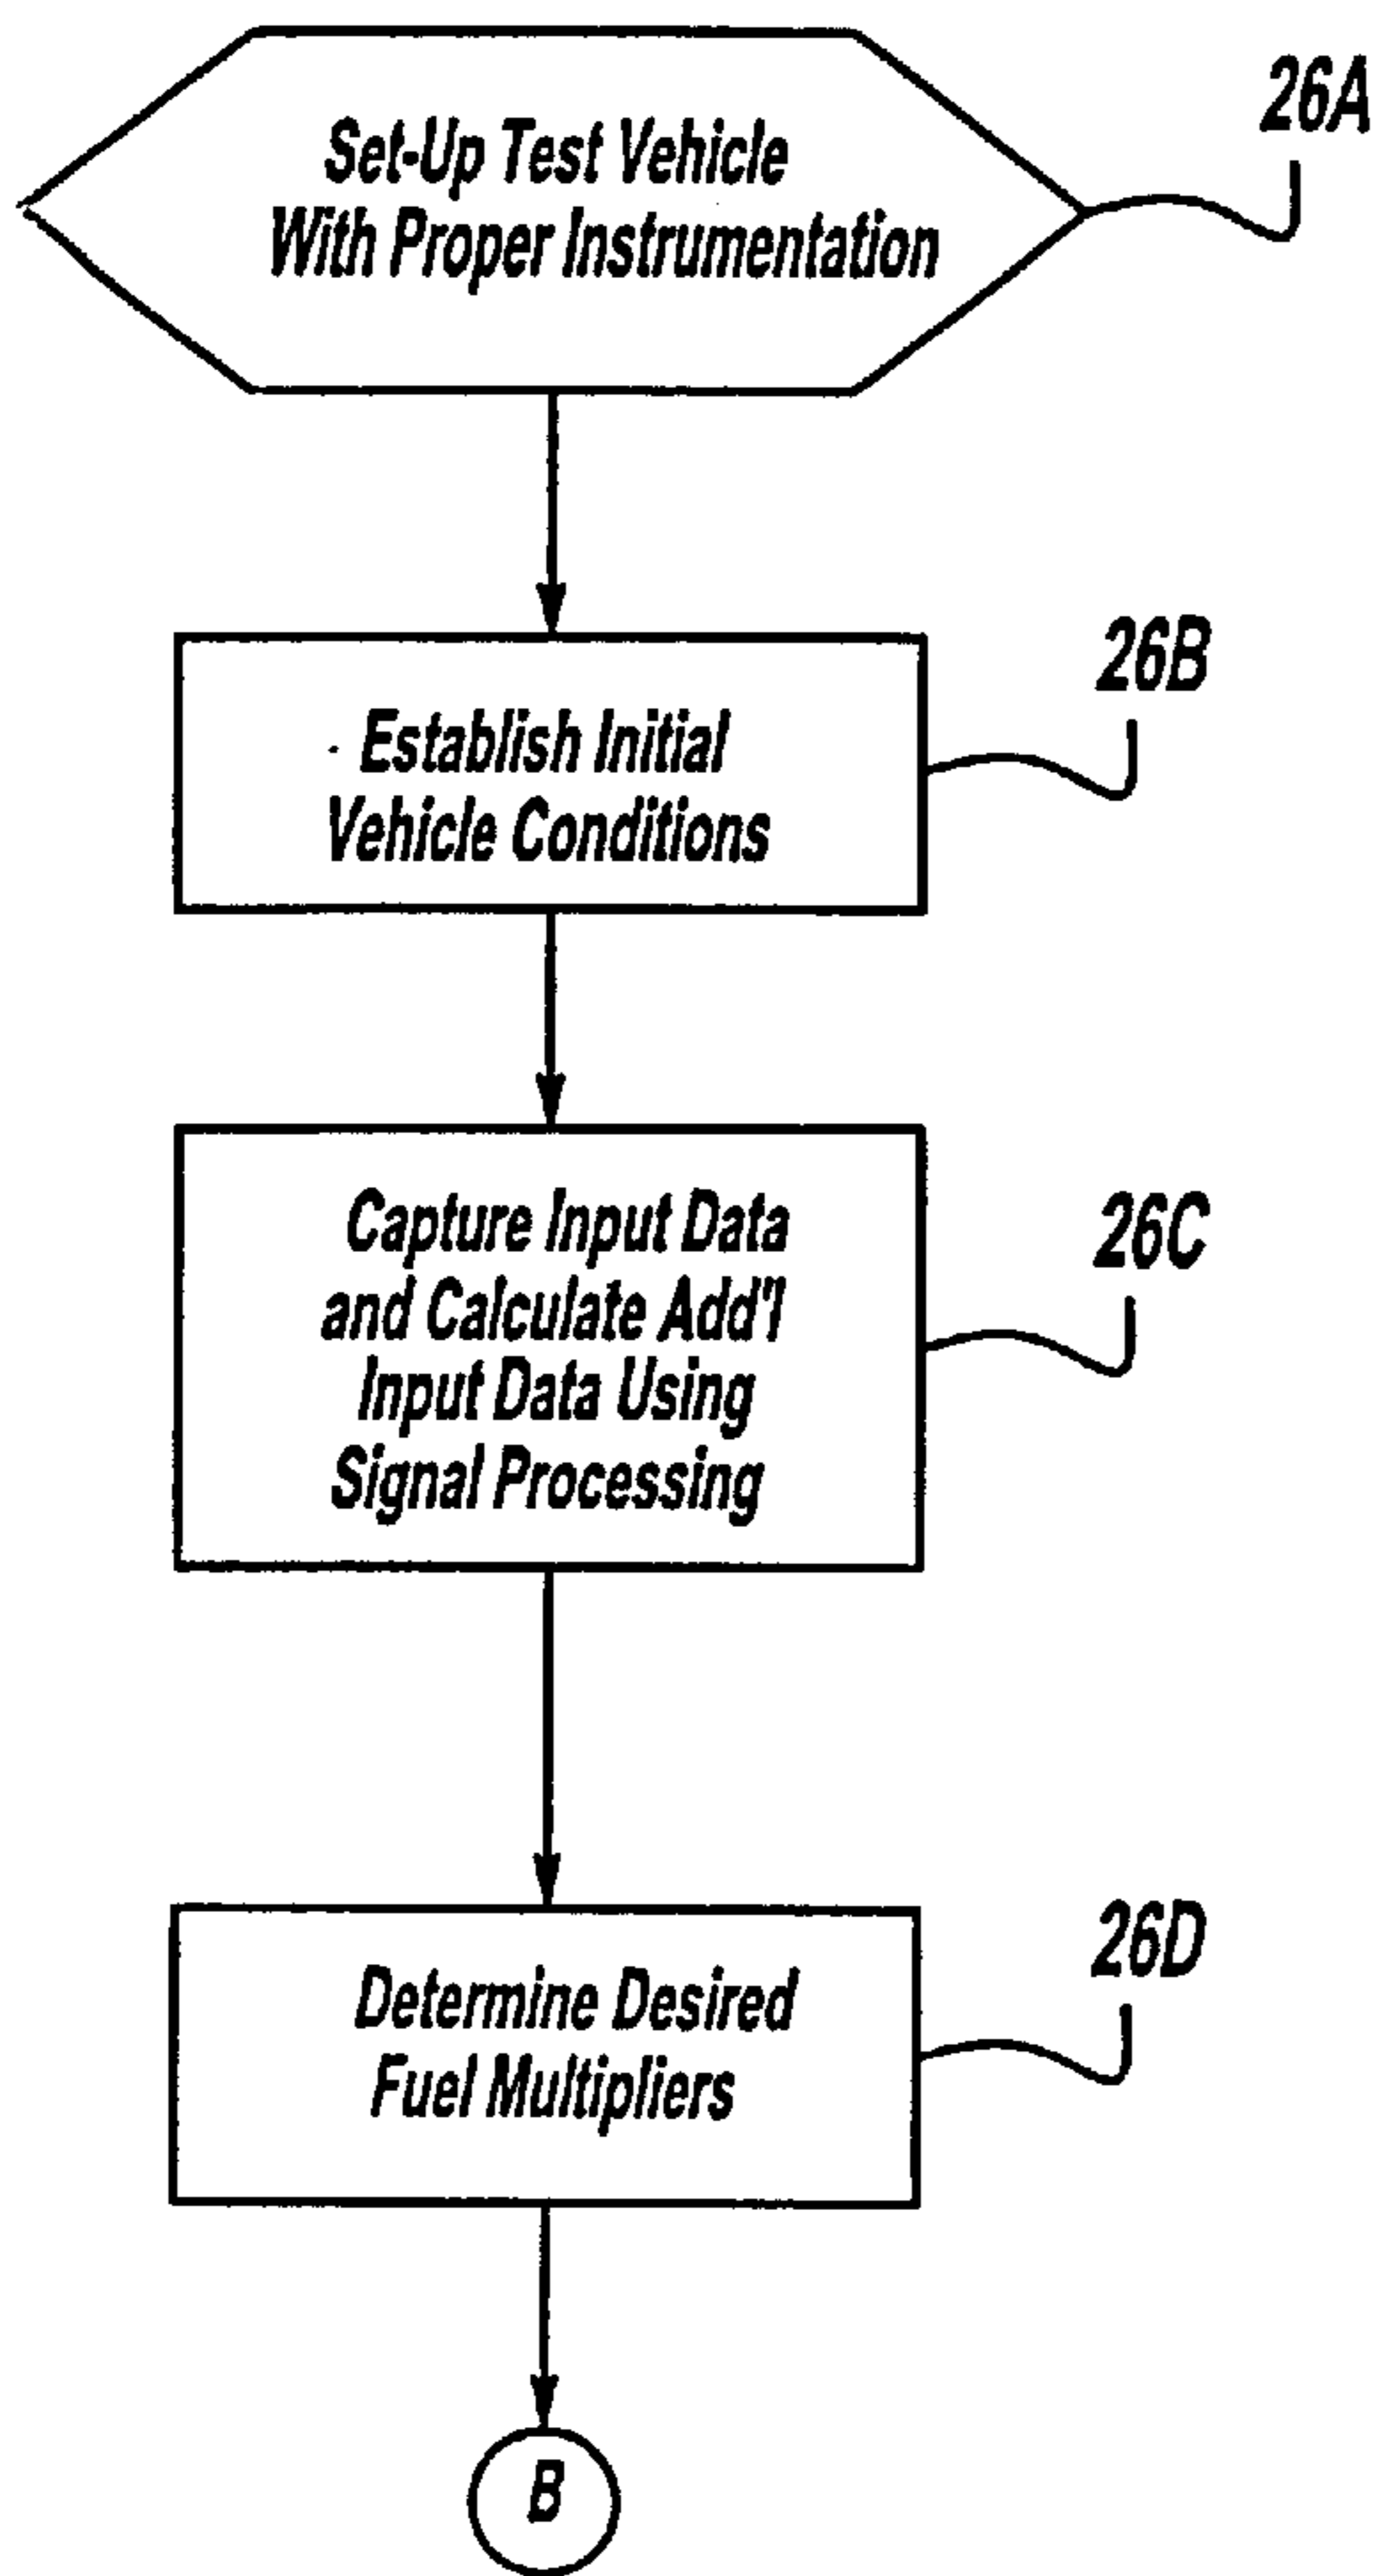 Set-Up Test Vehicle
With Proper Instrumentation
26A
Establish Initial
Vehicle Conditions
26B
Capture Input Data
and Calculate Add'l
Input Data Using
Signal Processing
26C
Determine Desired
Fuel Multipliers
26D
B